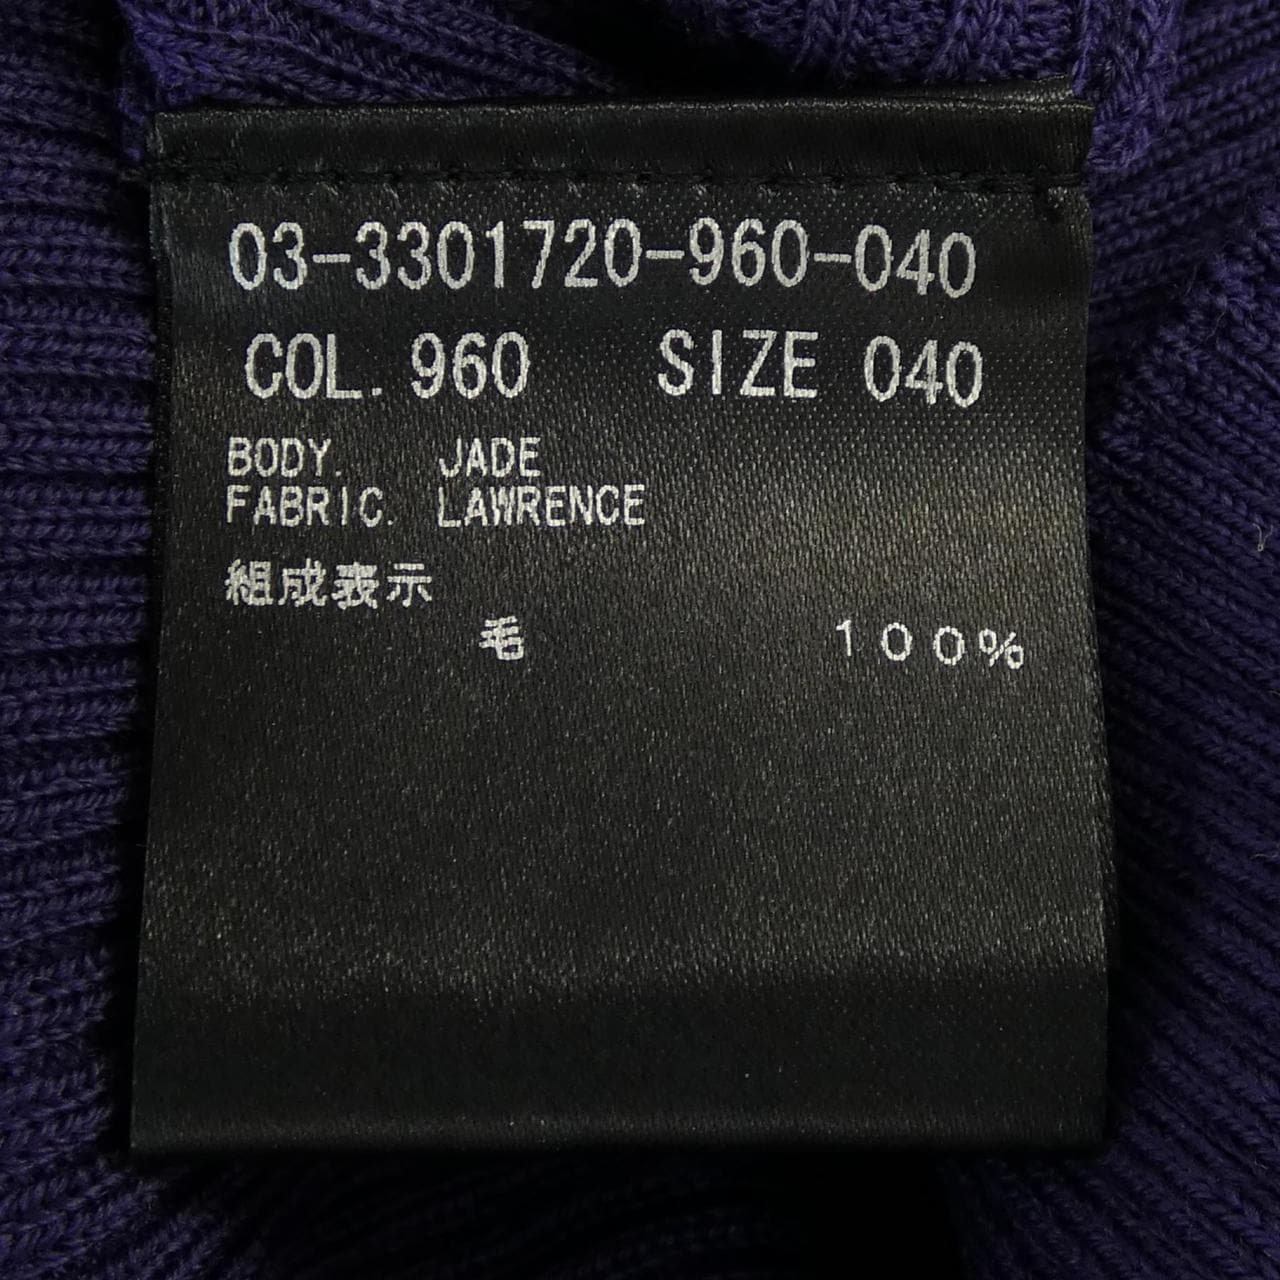 03-3301720-960-040
COL. 960 SIZE 040
BODY. JADE
FABRIC. LAWRENCE
組成表示
毛 100%